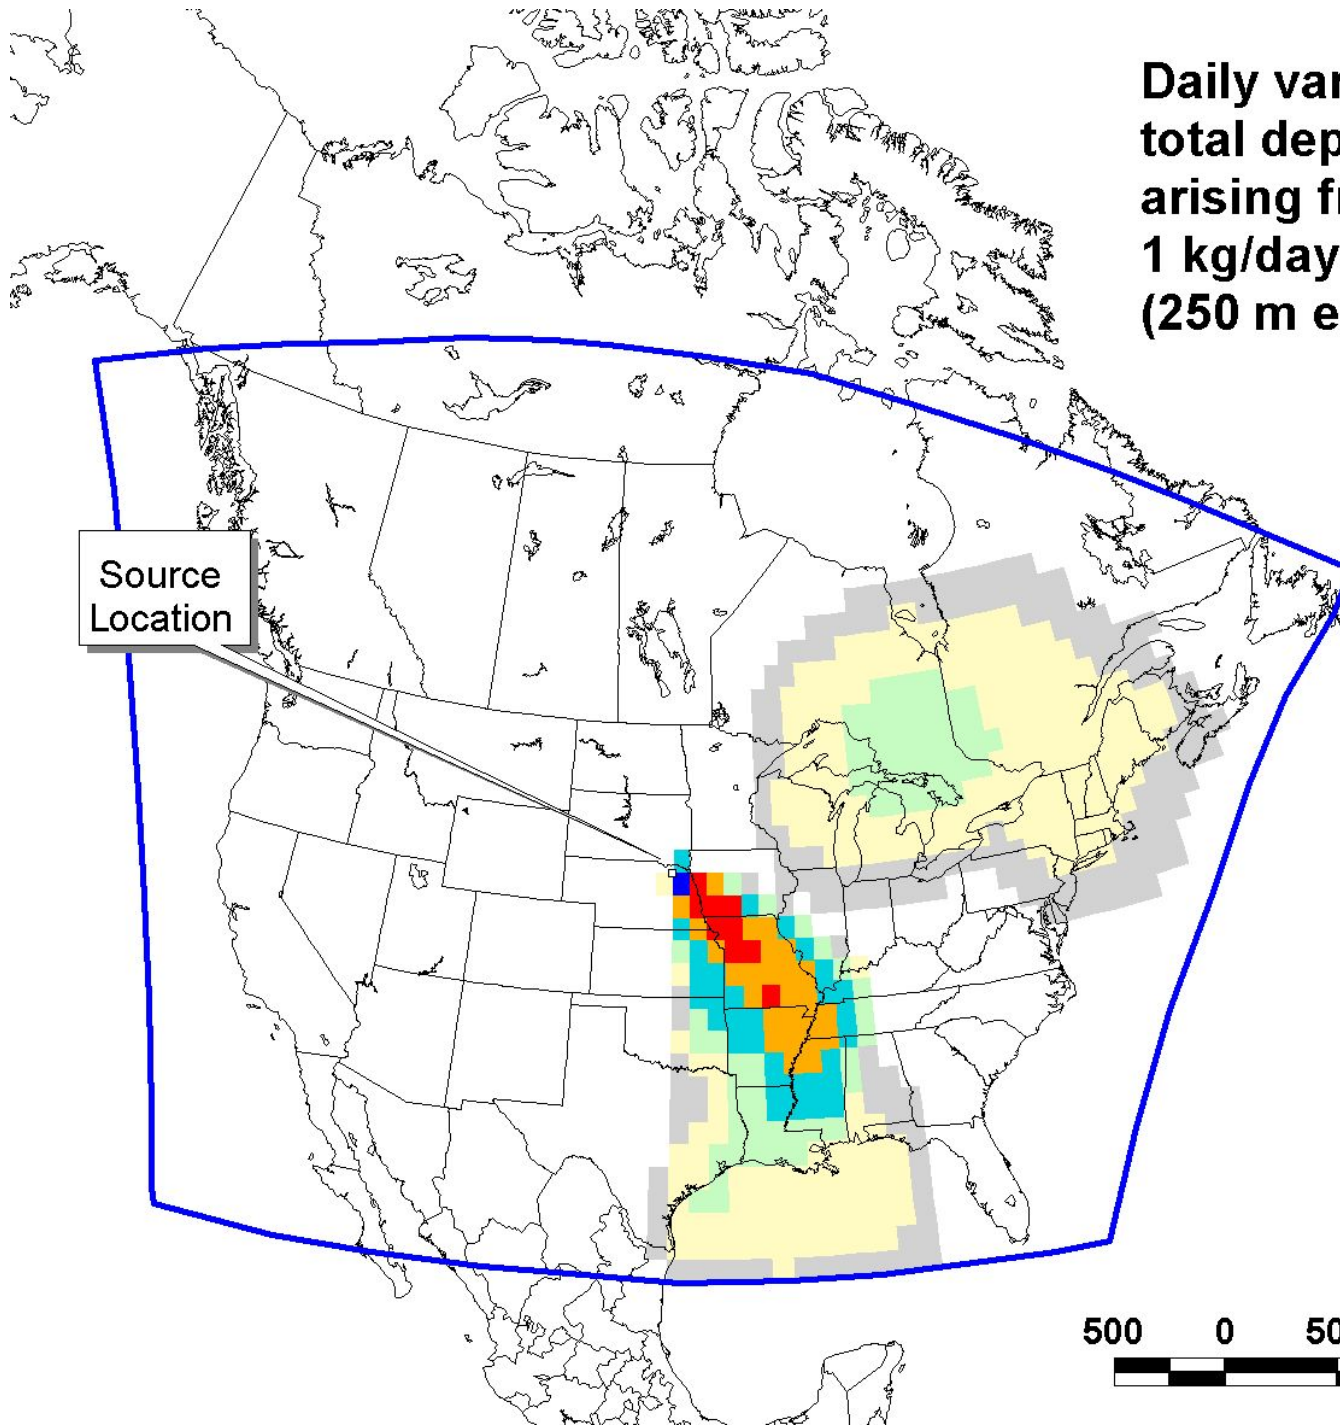 Daily var
total dep
arising fr
1 kg/day
(250 m e
Source
Location
500 0 50